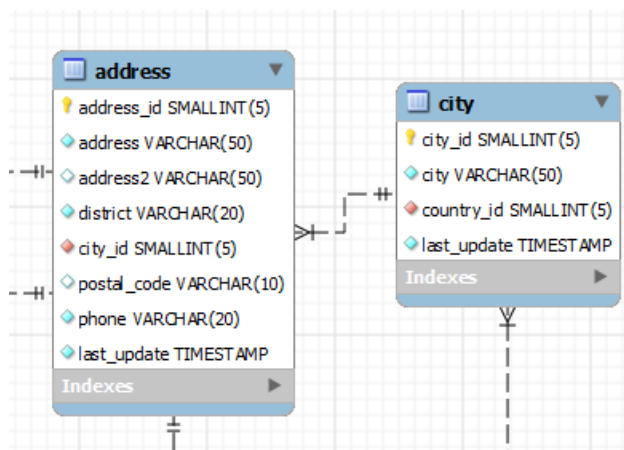 address
address_id SMALLINT(5)
address VARCHAR(50)
address2 VARCHAR(50)
district VARCHAR(20)
city_id SMALLINT(5)
postal_code VARCHAR(10)
phone VARCHAR(20)
last_update TIMESTAMP
Indexes
city
city_id SMALLINT(5)
city VARCHAR(50)
country_id SMALLINT(5)
last_update TIMESTAMP
Indexes